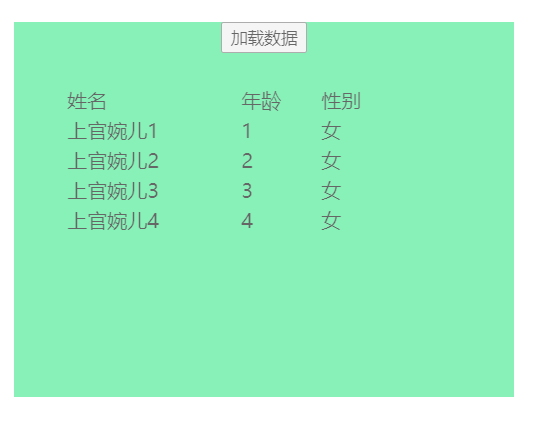 加载数据
姓名 年龄 性别
上官婉儿1 1 女
上官婉儿2 2 女
上官婉儿3 3 女
上官婉儿4 4 女